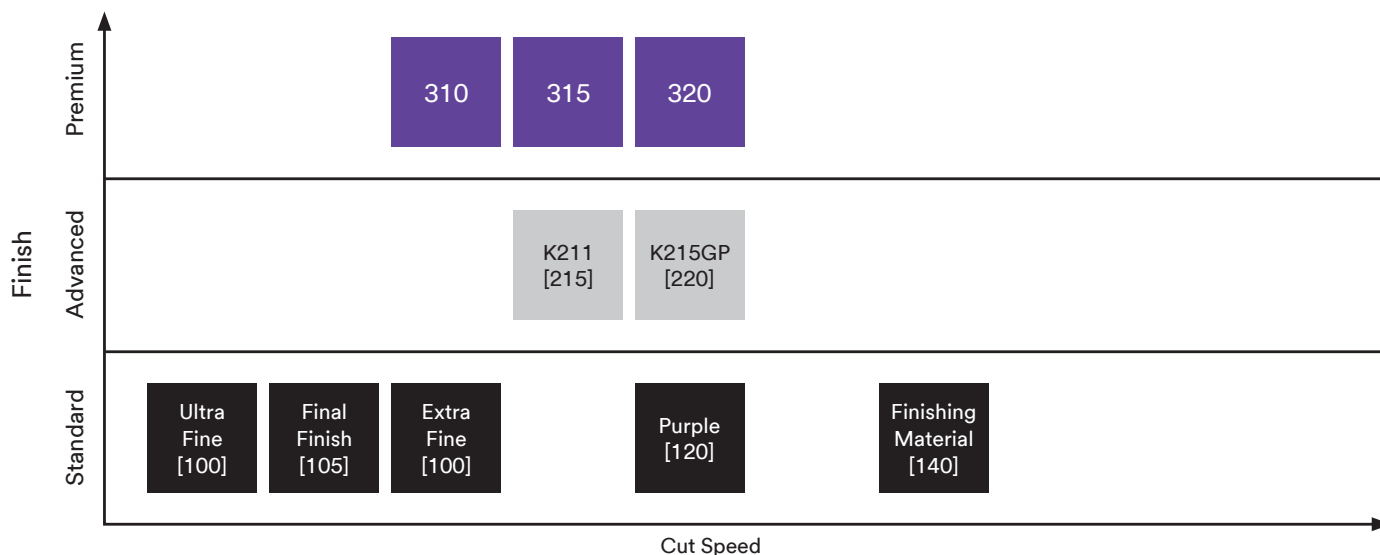 Finish
Premium
310
315
320
Advanced
K211
[215]
K215GP
[220]
Standard
Ultra
Fine
[100]
Final
Finish
[105]
Extra
Fine
[100]
Purple
[120]
Finishing
Material
[140]
Cut Speed